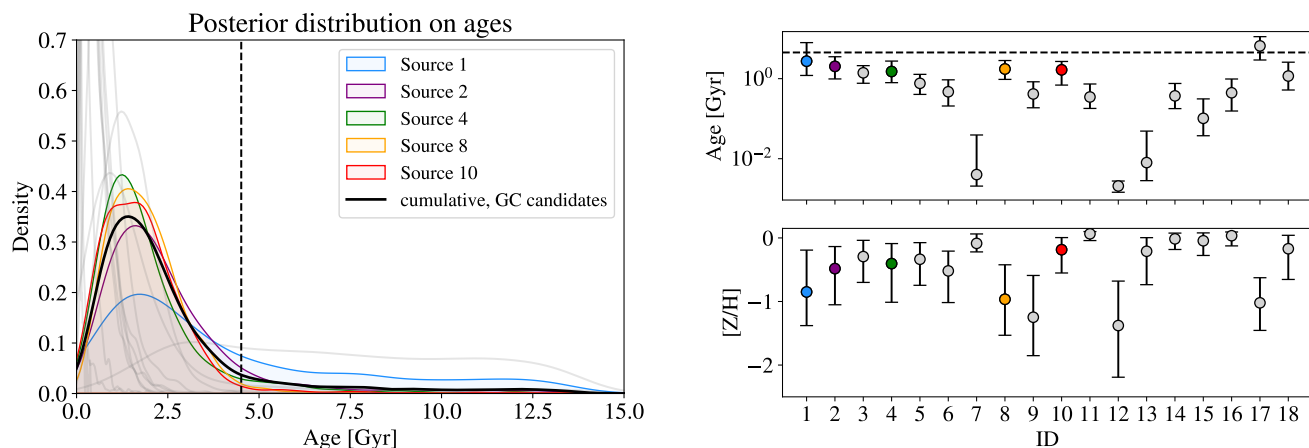 Posterior distribution on ages
0.7
0.6
0.5
0.4
0.3
0.2
0.1
0.0
Density
0.0 2.5 5.0 7.5 10.0 12.5 15.0
Age [Gyr]
Source 1
Source 2
Source 4
Source 8
Source 10
cumulative, GC candidates
Age [Gyr]
10⁰
10⁻²
[Z/H]
0
−1
−2
1 2 3 4 5 6 7 8 9 10 11 12 13 14 15 16 17 18
ID